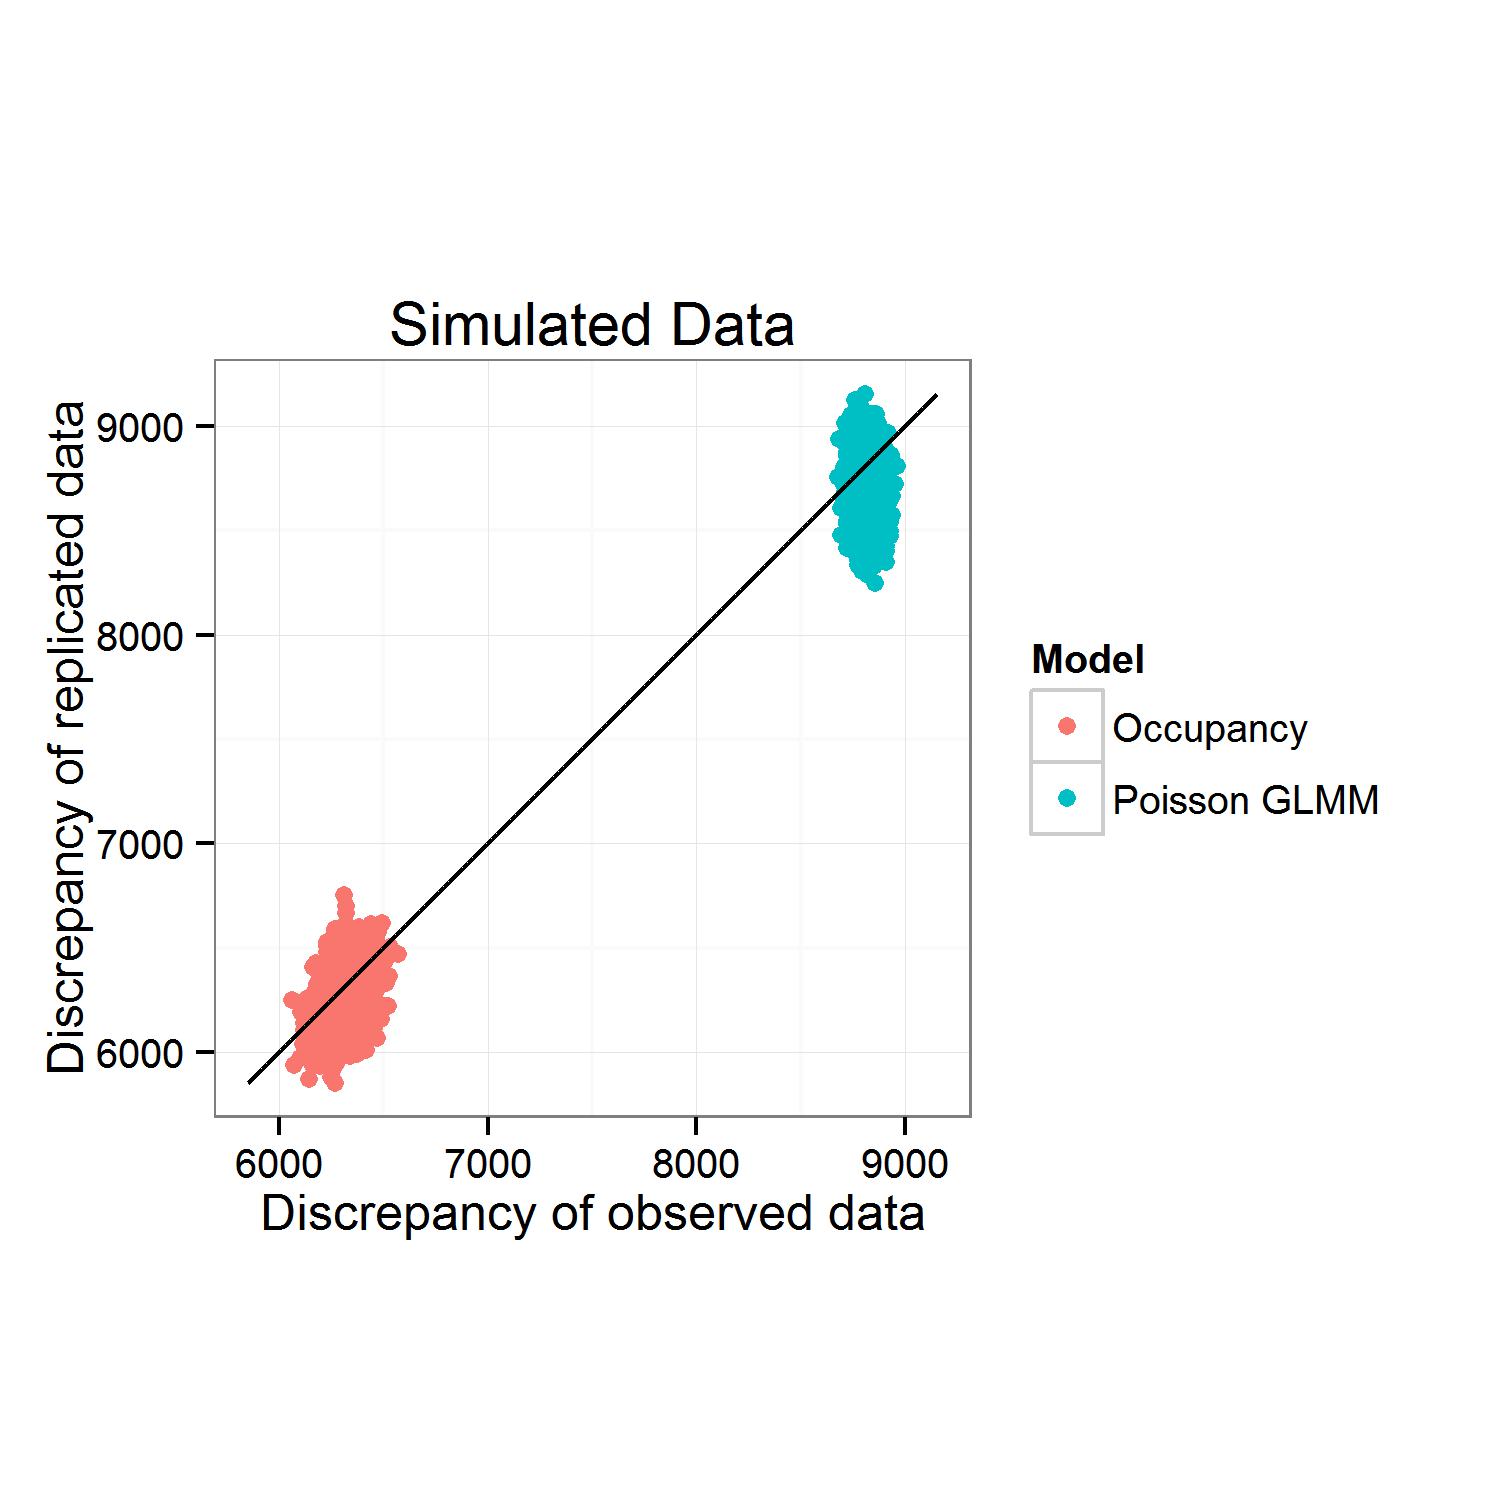 Simulated Data
Discrepancy of replicated data
9000
8000
7000
6000
6000 7000 8000 9000
Discrepancy of observed data
Model
Occupancy
Poisson GLMM